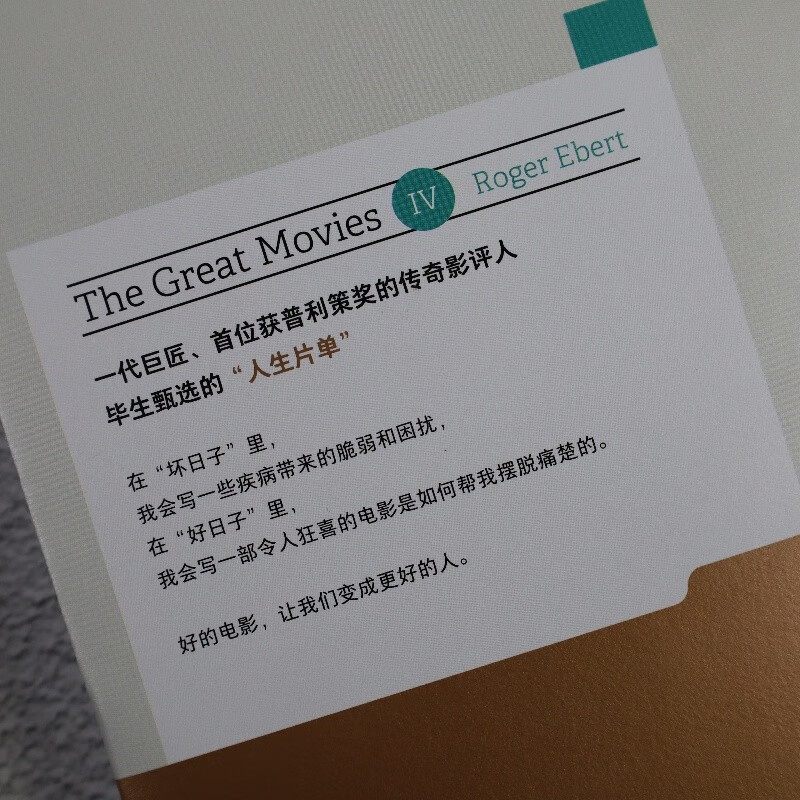 The Great Movies IV Roger Ebert
一代巨匠、首位获普利策奖的传奇影评人
毕生甄选的“人生片单”
在“坏日子”里，
我会写一些疾病带来的脆弱和困扰，
在“好日子”里，
我会写一部令人狂喜的电影是如何帮我摆脱痛楚的。
好的电影，让我们变成更好的人。